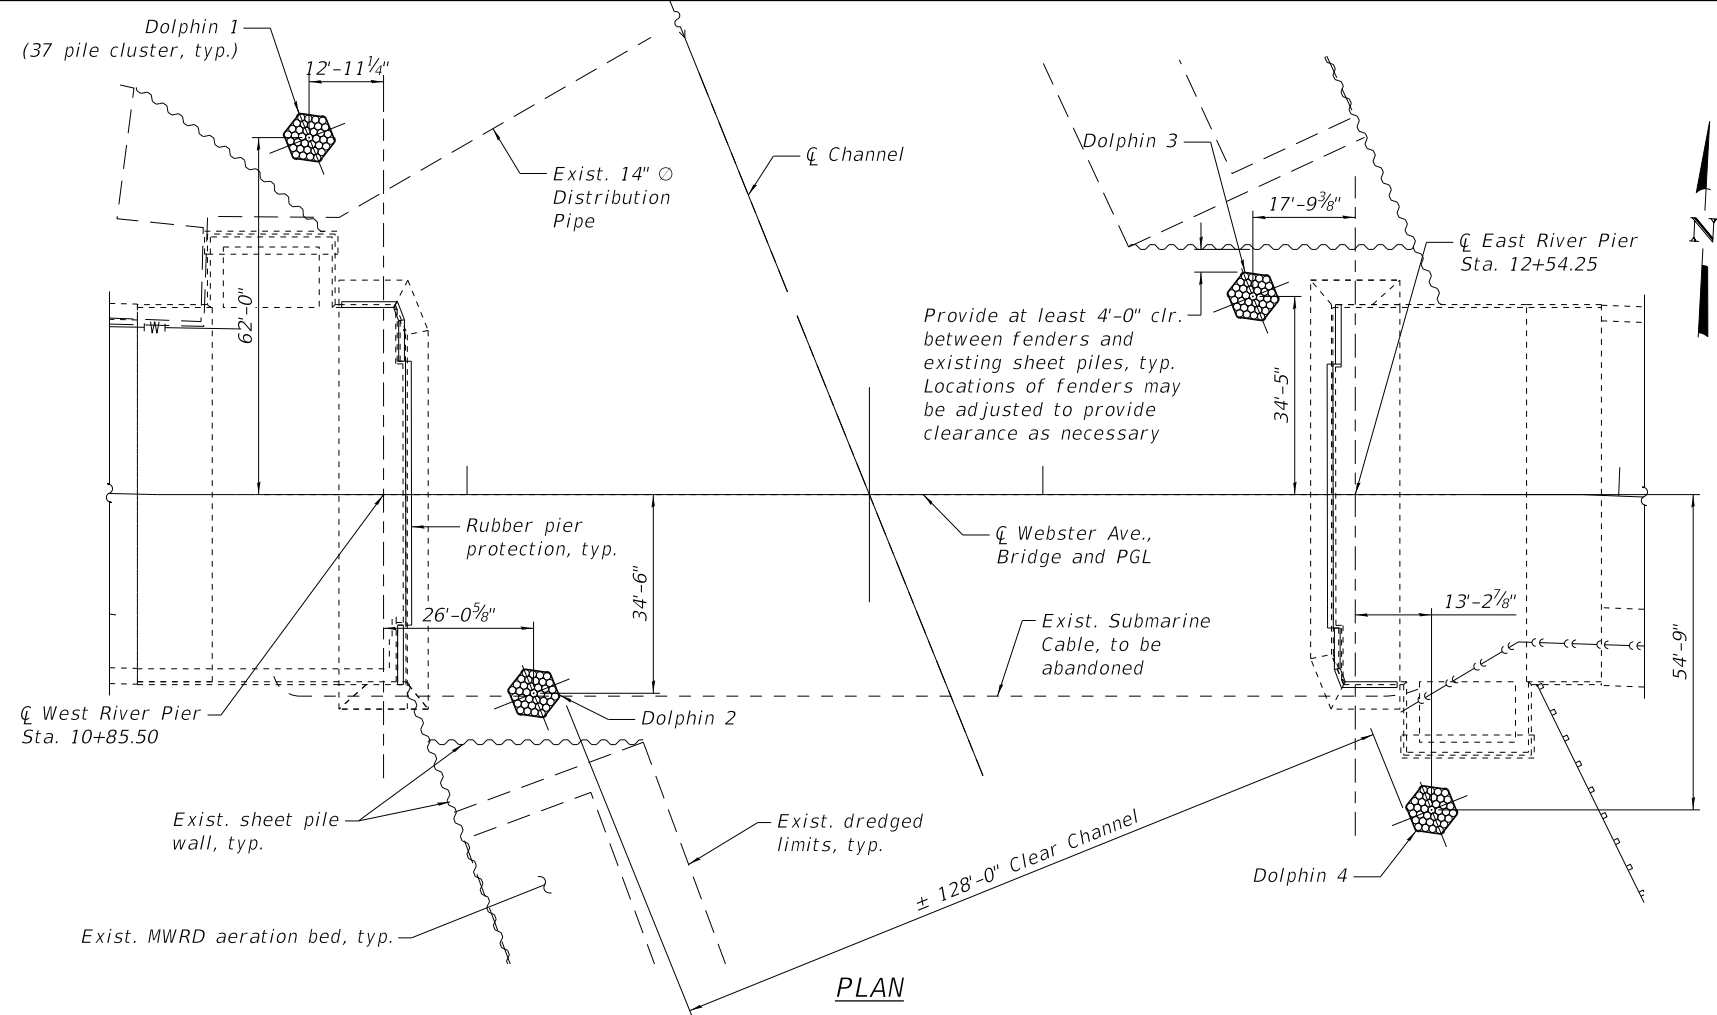 Dolphin 1
(37 pile cluster, typ.)
12'-11¼"
Exist. 14" ∅
Distribution
Pipe
℄ Channel
Dolphin 3
17'-9⅜"
N
℄ East River Pier
Sta. 12+54.25
62'-0"
W
Provide at least 4'-0" clr.
between fenders and
existing sheet piles, typ.
Locations of fenders may
be adjusted to provide
clearance as necessary
34'-5"
Rubber pier
protection, typ.
℄ Webster Ave.,
Bridge and PGL
34'-6"
26'-0⅝"
Exist. Submarine
Cable, to be
abandoned
13'-2⅞"
54'-9"
℄ West River Pier
Sta. 10+85.50
Dolphin 2
Exist. sheet pile
wall, typ.
Exist. dredged
limits, typ.
± 128'-0" Clear Channel
Dolphin 4
Exist. MWRD aeration bed, typ.
PLAN